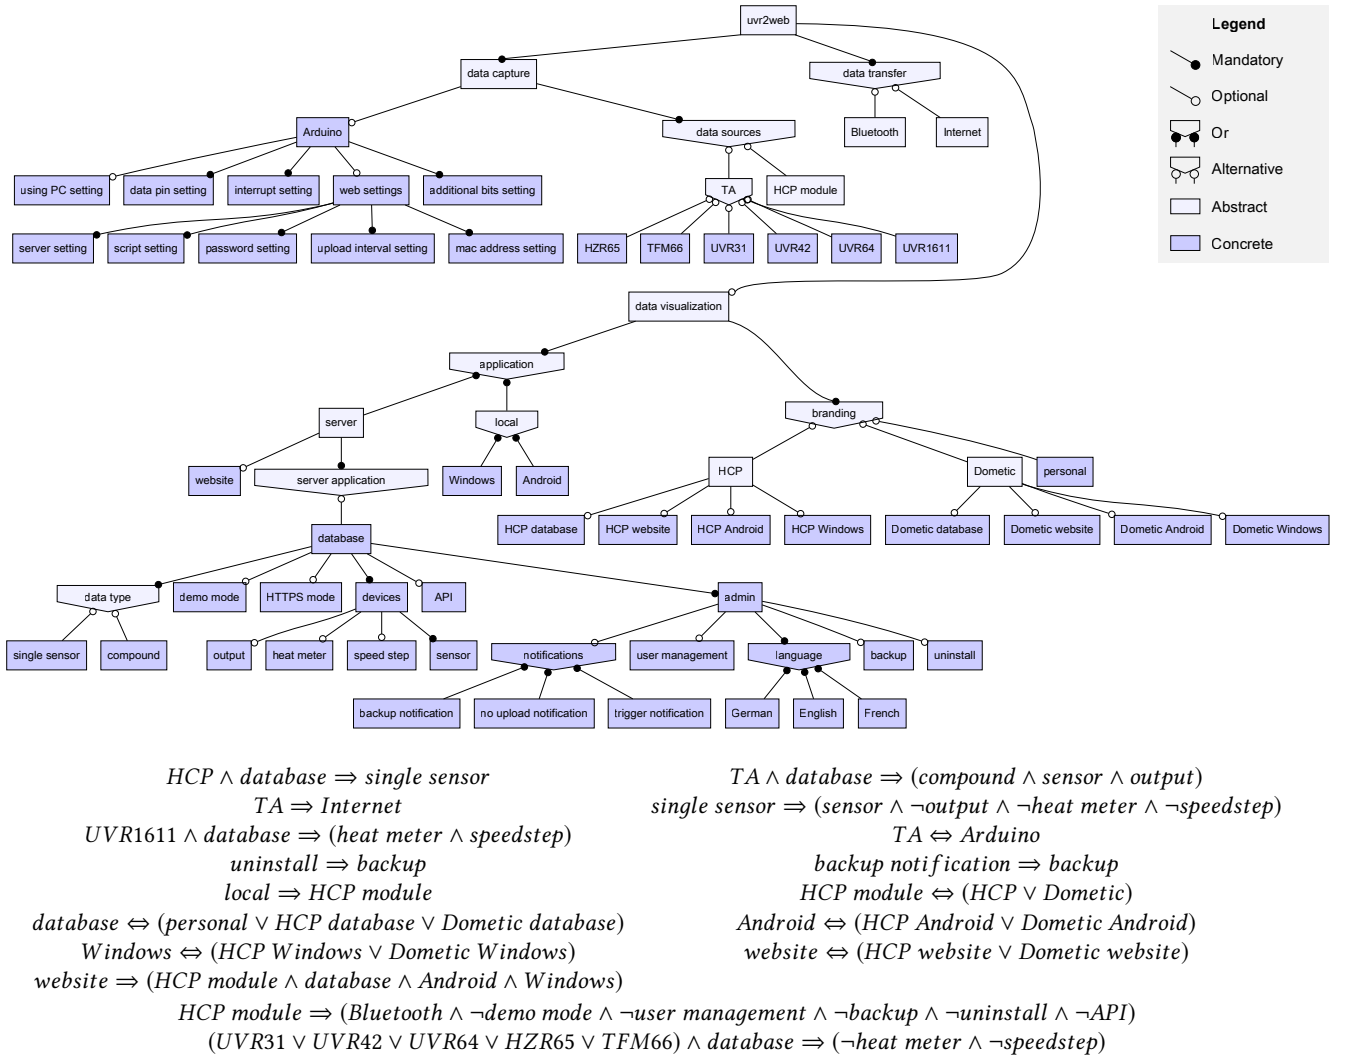 uvr2web
Legend
data capture
data transfer
Mandatory
Optional
Arduino
data sources
Bluetooth
Internet
Or
Alternative
using PC setting
data pin setting
interrupt setting
web settings
additional bits setting
TA
HCP module
Abstract
server setting
script setting
password setting
upload interval setting
mac address setting
HZR65
TFM66
UVR31
UVR42
UVR64
UVR1611
Concrete
data visualization
application
server
local
branding
website
server application
Windows
Android
HCP
Dometic
personal
HCP database
HCP website
HCP Android
HCP Windows
Dometic database
Dometic website
Dometic Android
Dometic Windows
database
data type
demo mode
HTTPS mode
devices
API
admin
single sensor
compound
output
heat meter
speed step
sensor
notifications
user management
language
backup
uninstall
backup notification
no upload notification
trigger notification
German
English
French
HCP ∧ database ⇒ single sensor
TA ∧ database ⇒ (compound ∧ sensor ∧ output)
TA ⇒ Internet
single sensor ⇒ (sensor ∧ ¬output ∧ ¬heat meter ∧ ¬speedstep)
UVR1611 ∧ database ⇒ (heat meter ∧ speedstep)
TA ⇔ Arduino
uninstall ⇒ backup
backup notification ⇒ backup
local ⇒ HCP module
HCP module ⇔ (HCP ∨ Dometic)
database ⇔ (personal ∨ HCP database ∨ Dometic database)
Android ⇔ (HCP Android ∨ Dometic Android)
Windows ⇔ (HCP Windows ∨ Dometic Windows)
website ⇔ (HCP website ∨ Dometic website)
website ⇒ (HCP module ∧ database ∧ Android ∧ Windows)
HCP module ⇒ (Bluetooth ∧ ¬demo mode ∧ ¬user management ∧ ¬backup ∧ ¬uninstall ∧ ¬API)
(UVR31 ∨ UVR42 ∨ UVR64 ∨ HZR65 ∨ TFM66) ∧ database ⇒ (¬heat meter ∧ ¬speedstep)